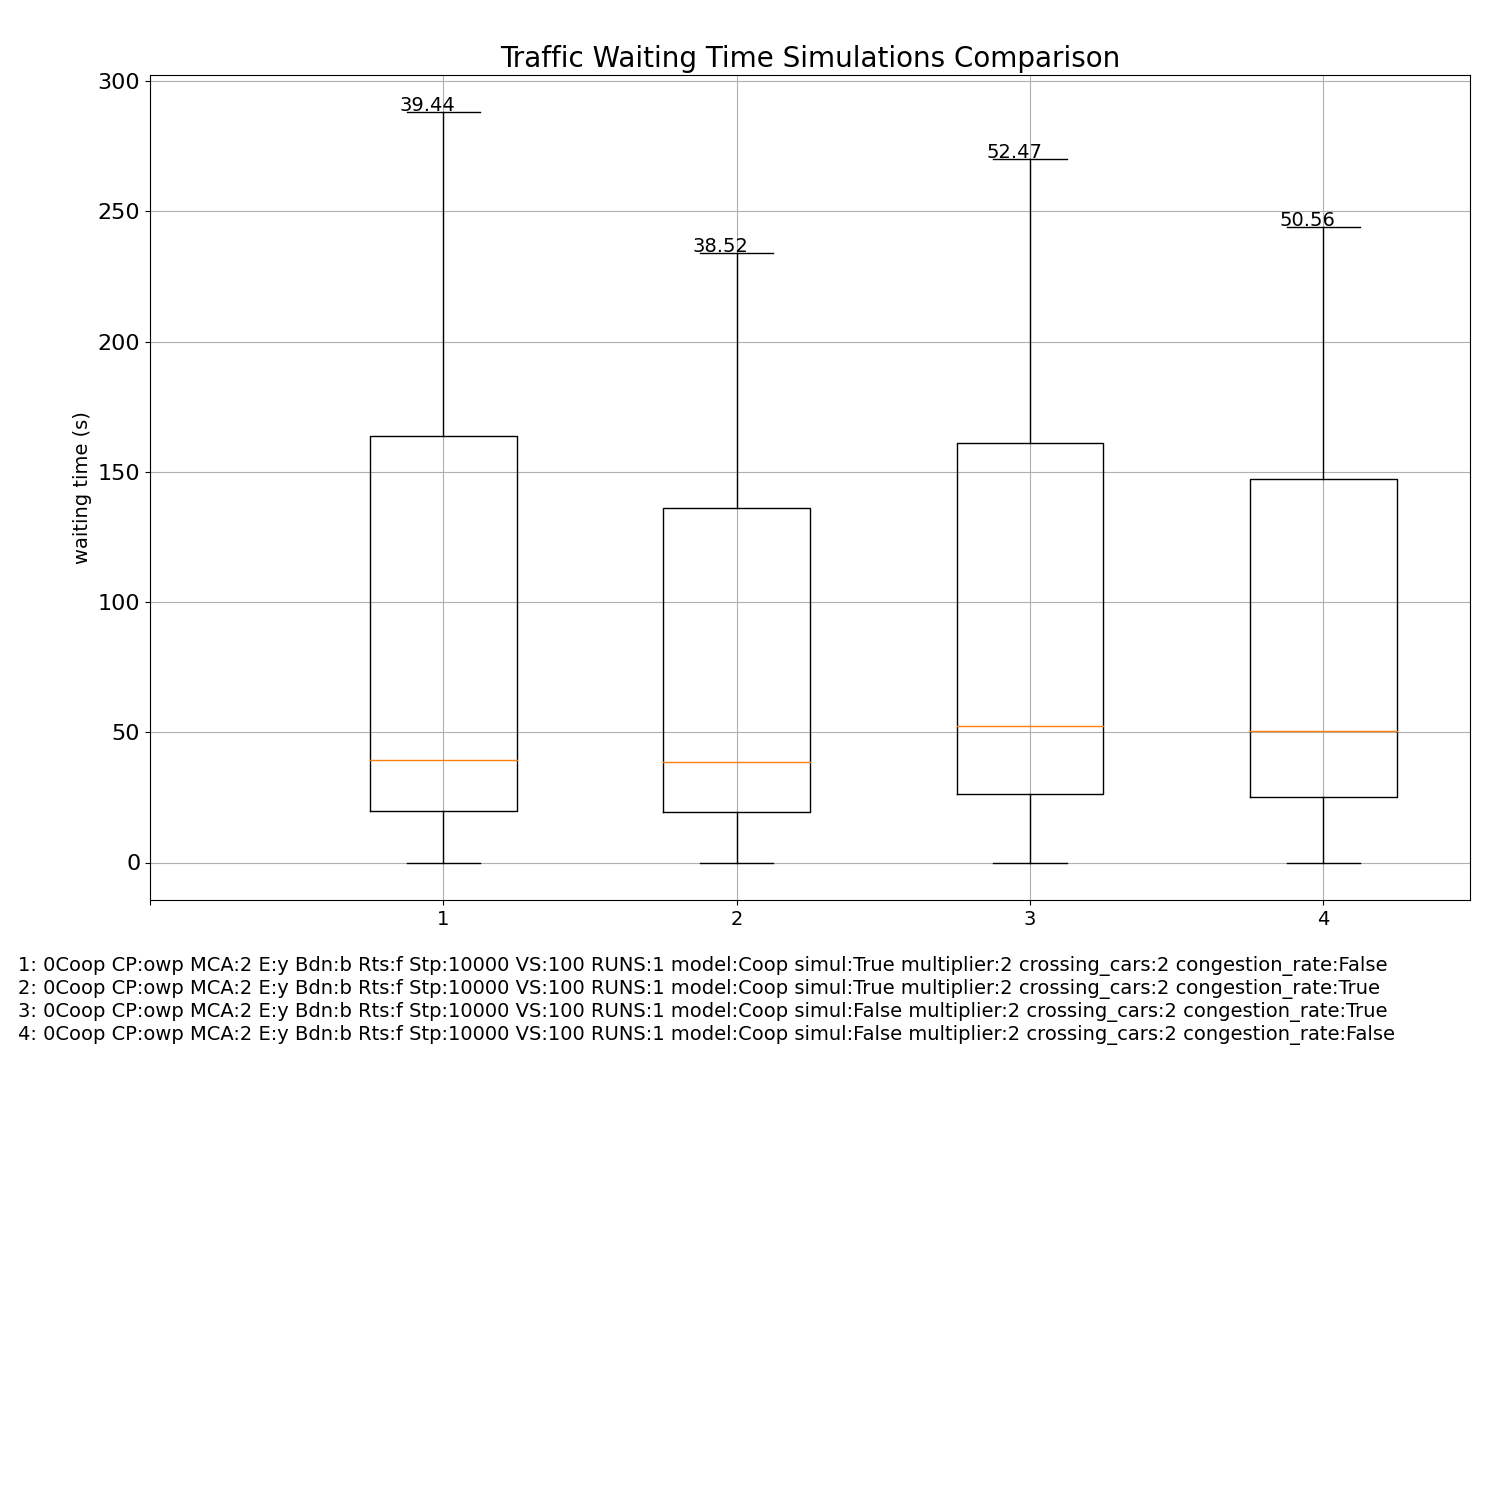 Traffic Waiting Time Simulations Comparison
300
39.44
52.47
250
50.56
38.52
200
waiting time (s)
150
100
50
0
1 2 3 4
1: 0Coop CP:owp MCA:2 E:y Bdn:b Rts:f Stp:10000 VS:100 RUNS:1 model:Coop simul:True multiplier:2 crossing_cars:2 congestion_rate:False
2: 0Coop CP:owp MCA:2 E:y Bdn:b Rts:f Stp:10000 VS:100 RUNS:1 model:Coop simul:True multiplier:2 crossing_cars:2 congestion_rate:True
3: 0Coop CP:owp MCA:2 E:y Bdn:b Rts:f Stp:10000 VS:100 RUNS:1 model:Coop simul:False multiplier:2 crossing_cars:2 congestion_rate:True
4: 0Coop CP:owp MCA:2 E:y Bdn:b Rts:f Stp:10000 VS:100 RUNS:1 model:Coop simul:False multiplier:2 crossing_cars:2 congestion_rate:False